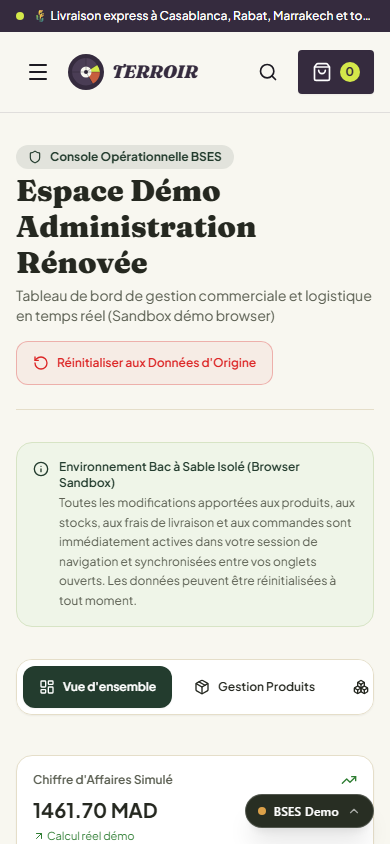 Livraison express à Casablanca, Rabat, Marrakech et to...
TERROIR
0
Console Opérationnelle BSES
Espace Démo
Administration
Rénovée
Tableau de bord de gestion commerciale et logistique
en temps réel (Sandbox démo browser)
Réinitialiser aux Données d'Origine
Environnement Bac à Sable Isolé (Browser
Sandbox)
Toutes les modifications apportées aux produits, aux
stocks, aux frais de livraison et aux commandes sont
immédiatement actives dans votre session de
navigation et synchronisées entre vos onglets
ouverts. Les données peuvent être réinitialisées à
tout moment.
Vue d'ensemble
Gestion Produits
Chiffre d'Affaires Simulé
1461.70 MAD
BSES Demo
Calcul réel démo